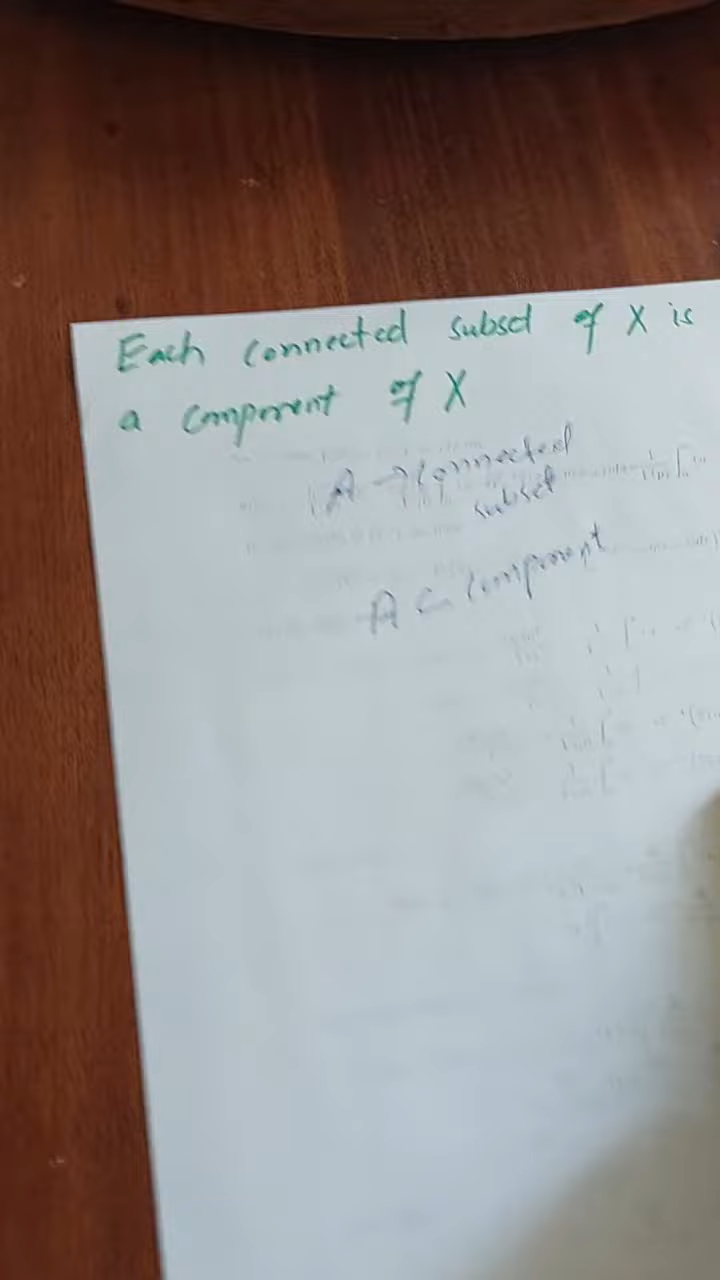 Each connected subset of X is
a component of X
A → connected
subset
A ⊂ component